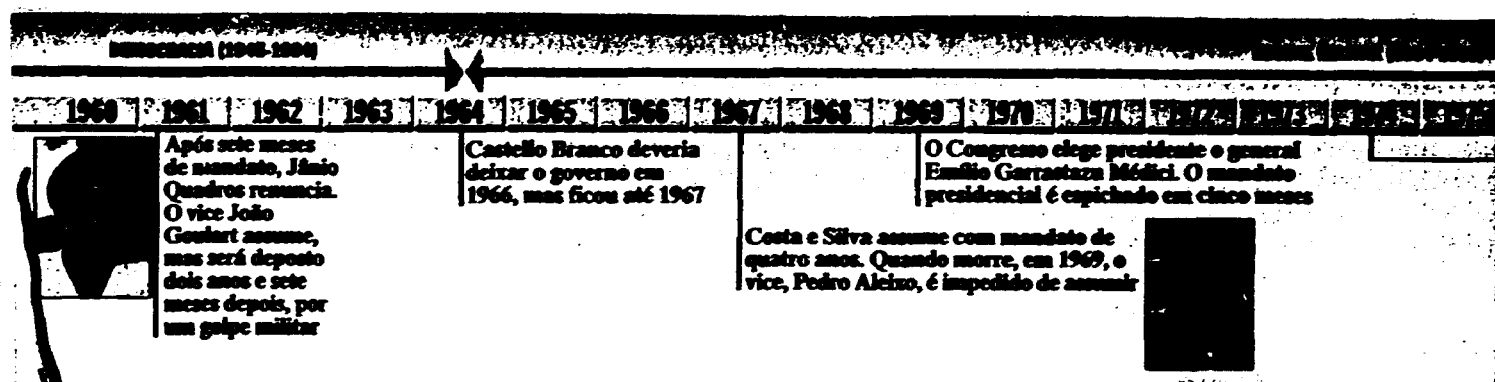 DEMOCRACIA (1945-1964)
1960 1961 1962 1963 1964 1965 1966 1967 1968 1969 1970 1971 1972 1973
Após sete meses
de mandato, Jânio
Quadros renuncia.
O vice João
Goulart assume,
mas será deposto
dois anos e sete
meses depois, por
um golpe militar
Castello Branco deveria
deixar o governo em
1966, mas ficou até 1967
Costa e Silva assume com mandato de
quatro anos. Quando morre, em 1969, o
vice, Pedro Aleixo, é impedido de assumir
O Congresso elege presidente o general
Emílio Garrastazu Médici. O mandato
presidencial é espichado em cinco meses